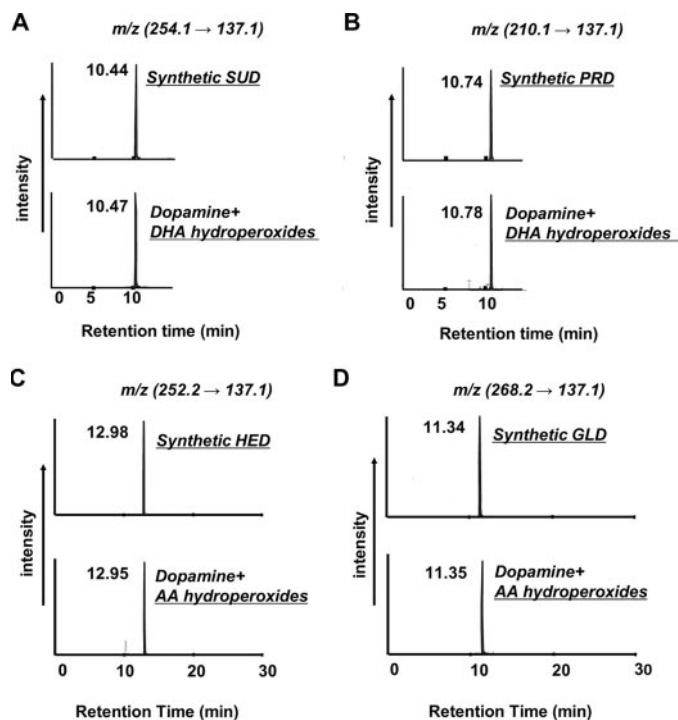 A
m/z (254.1 → 137.1)
10.44
Synthetic SUD
intensity
10.47
Dopamine+
DHA hydroperoxides
0 5 10
Retention time (min)
B
m/z (210.1 → 137.1)
10.74
Synthetic PRD
intensity
10.78
Dopamine+
DHA hydroperoxides
0 5 10
Retention time (min)
C
m/z (252.2 → 137.1)
12.98
Synthetic HED
intensity
12.95
Dopamine+
AA hydroperoxides
0 10 20 30
Retention Time (min)
D
m/z (268.2 → 137.1)
11.34
Synthetic GLD
intensity
11.35
Dopamine+
AA hydroperoxides
0 10 20 30
Retention Time (min)